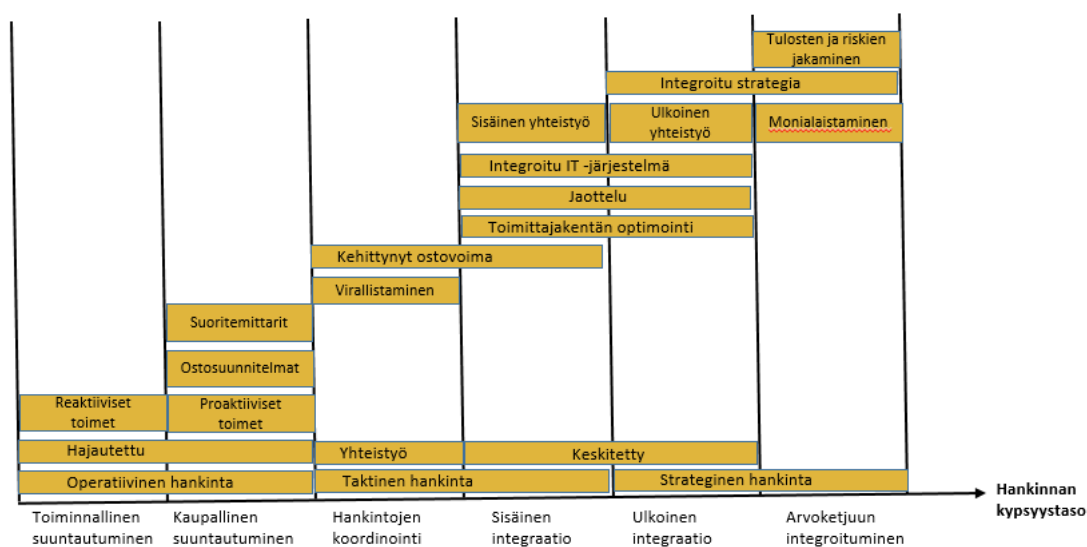 Tulosten ja riskien
jakaminen
Integroitu strategia
Sisäinen yhteistyö
Ulkoinen
yhteistyö
Monialaistaminen
Integroitu IT -järjestelmä
Jaottelu
Toimittajakentän optimointi
Kehittynyt ostovoima
Virallistaminen
Suoritemittarit
Ostosuunnitelmat
Reaktiiviset
toimet
Proaktiiviset
toimet
Hajautettu
Yhteistyö
Keskitetty
Operatiivinen hankinta
Taktinen hankinta
Strateginen hankinta
Hankinnan
kypsyystaso
Toiminnallinen
suuntautuminen
Kaupallinen
suuntautuminen
Hankintojen
koordinointi
Sisäinen
integraatio
Ulkoinen
integraatio
Arvoketjuun
integroituminen